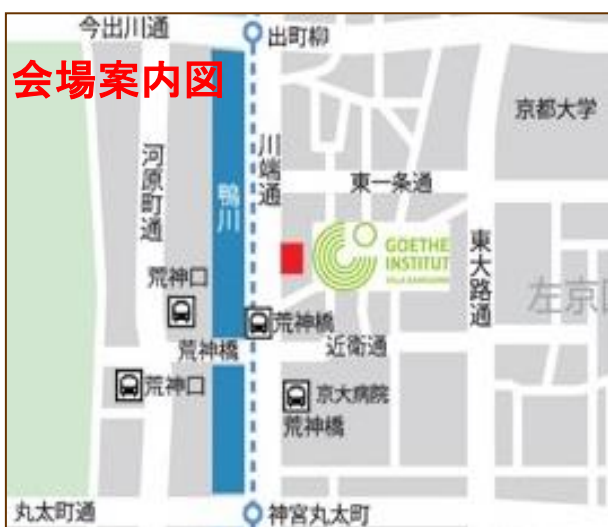 今出川通
出町柳
会場案内図
京都大学
川端通
河原町通
東一条通
鴨川
GOETHE
INSTITUT
東大路通
荒神口
左京
荒神橋
荒神橋
近衛通
荒神口
京大病院
荒神橋
丸太町通
神宮丸太町